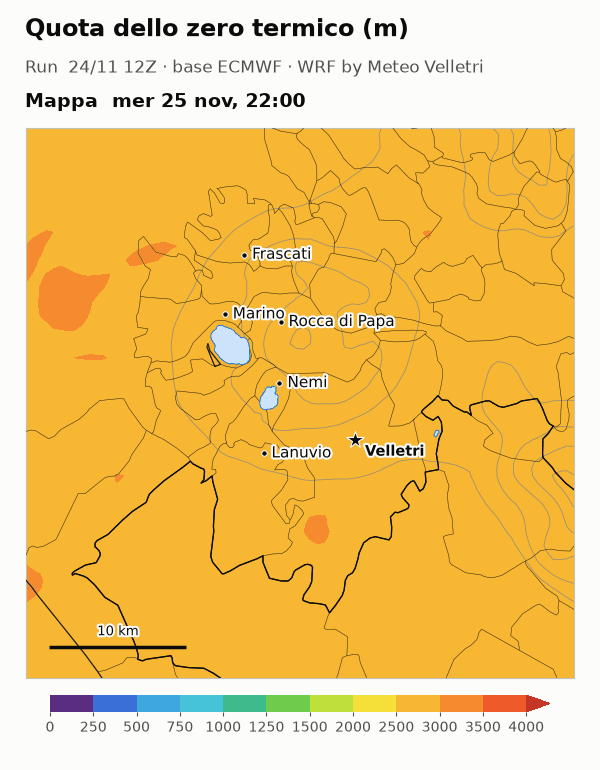 Quota dello zero termico (m)
Run  24/11 12Z · base ECMWF · WRF by Meteo Velletri
Mappa  mer 25 nov, 22:00
Frascati
Marino
Rocca di Papa
Nemi
Velletri
Lanuvio
10 km
0 250 500 750 1000 1250 1500 2000 2500 3000 3500 4000